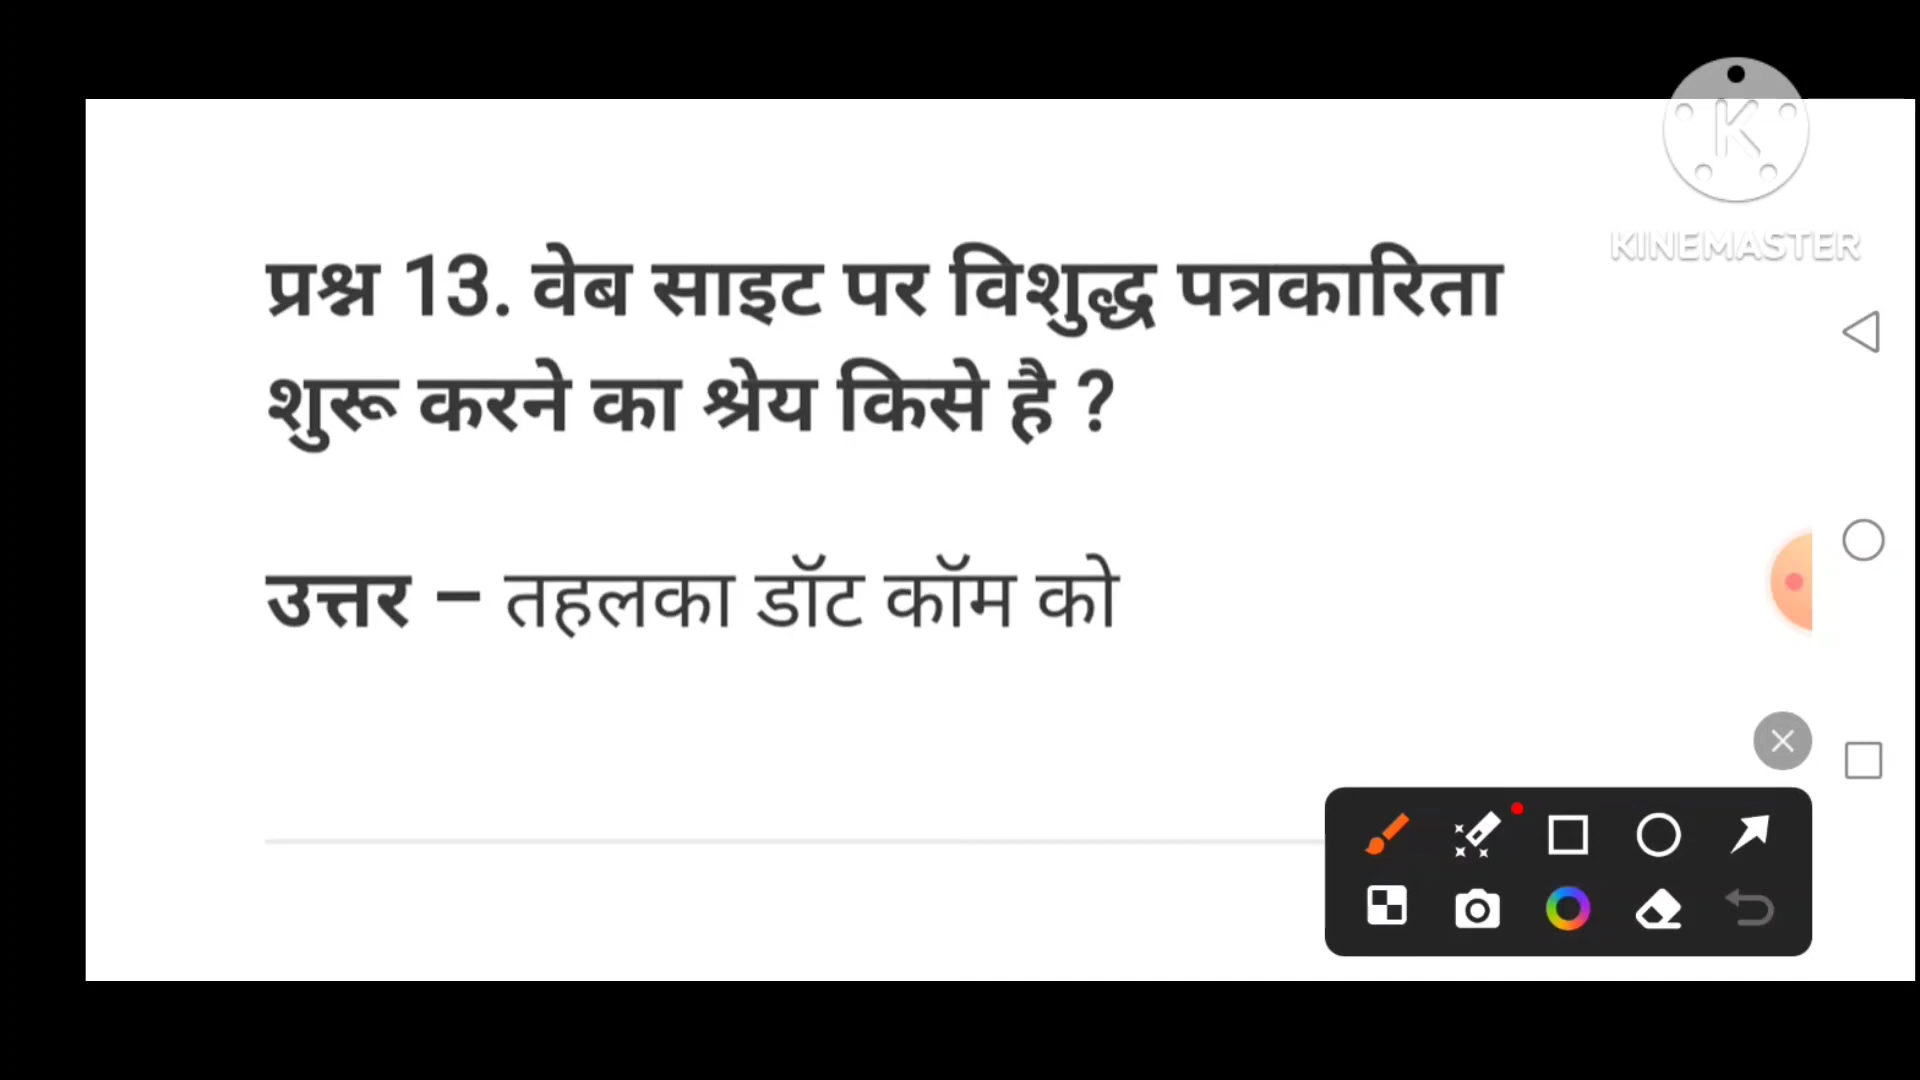 KINEMASTER
प्रश्न 13. वेब साइट पर विशुद्ध पत्रकारिता
शुरू करने का श्रेय किसे है ?
उत्तर – तहलका डॉट कॉम को